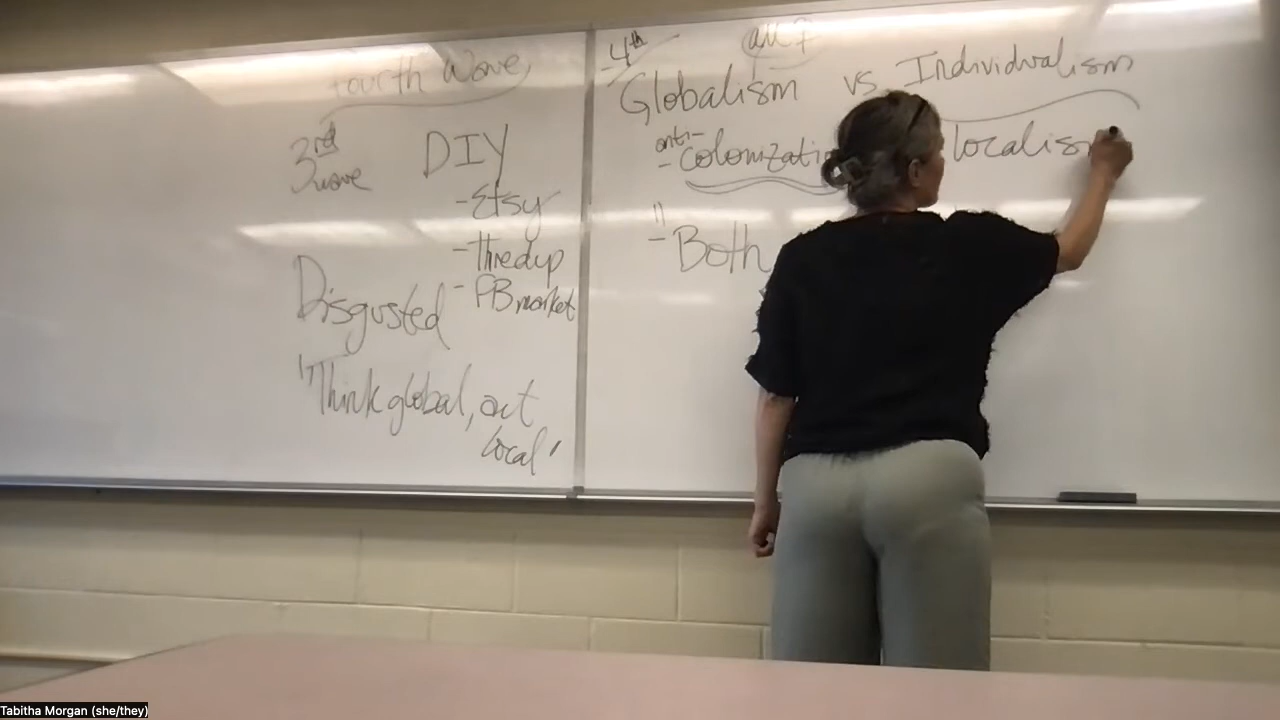 Fourth Wave
3rd wave
DIY
- Etsy
- Thredup
- PB market
Disgusted
"Think global, act
local"
4th
Globalism vs Individualism
anti-
- colonizati localis
"
- Both
Tabitha Morgan (she/they)